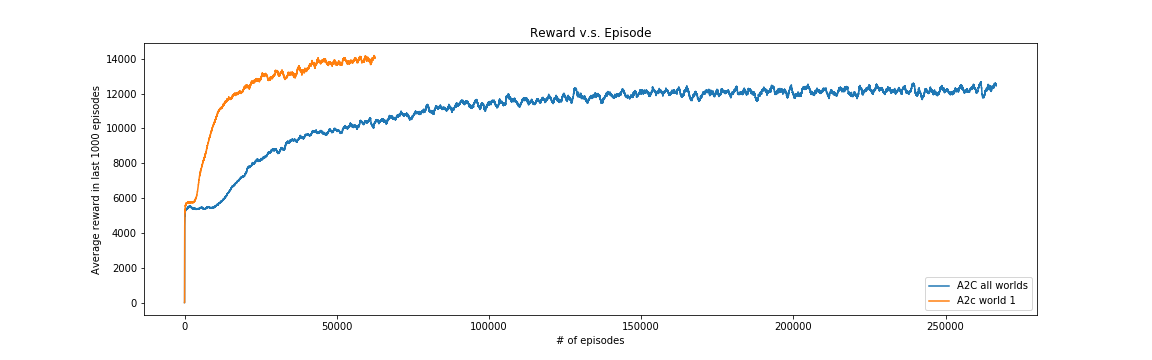 Reward v.s. Episode
Average reward in last 1000 episodes
14000
12000
10000
8000
6000
4000
2000
0
0
50000
100000
150000
200000
250000
# of episodes
A2C all worlds
A2c world 1